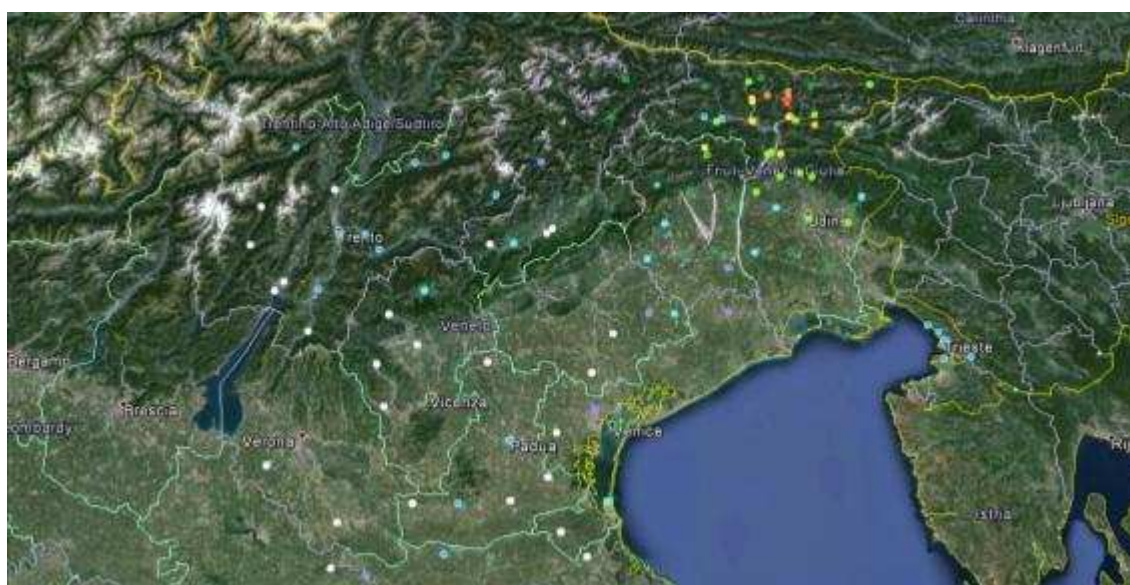 Carinthia
Klagenfurt
Trentino-Alto Adige/Südtirol
Friuli-Venezia Giulia
Ljubljana
Udin
Trento
Veneto
Trieste
Bergamo
Brescia
Vicenza
Lombardy
Verona
Padua
Venice
Istria